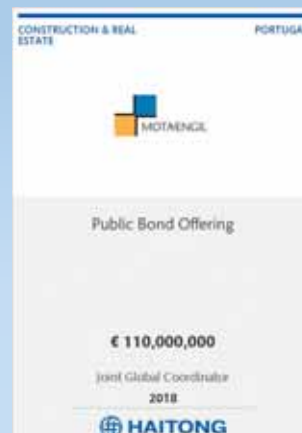 CONSTRUCTION & REAL ESTATE PORTUGA
MOTAENGIL
Public Bond Offering
€ 110,000,000
Joint Global Coordinator
2018
HAITONG